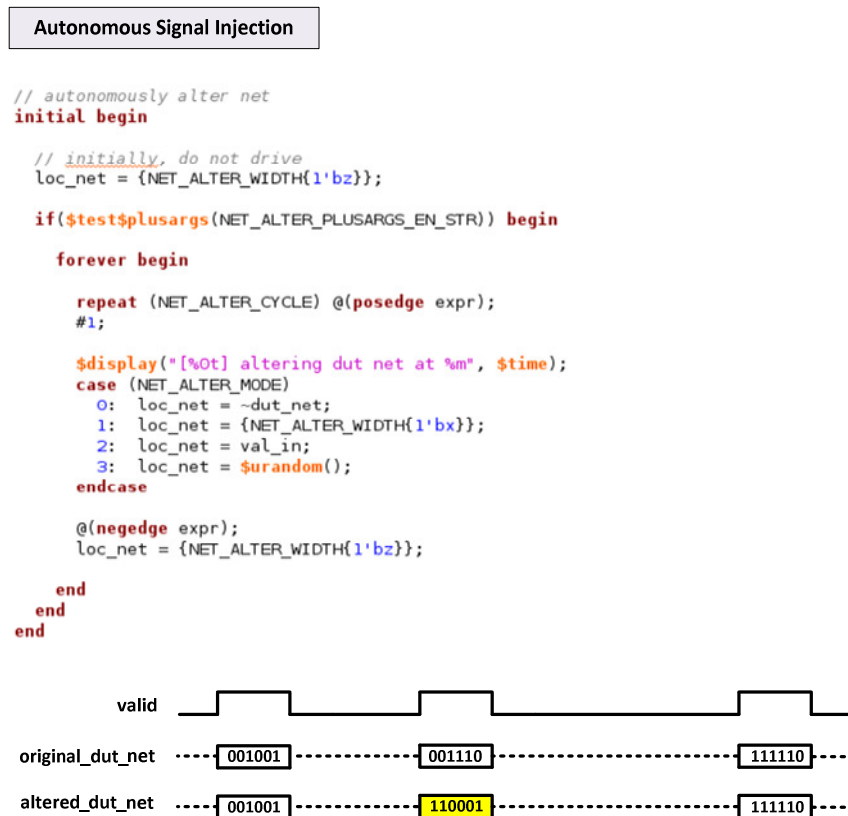 Autonomous Signal Injection
// autonomously alter net
initial begin
// initially, do not drive
loc_net = {NET_ALTER_WIDTH{1'bz}};
if($test$plusargs(NET_ALTER_PLUSARGS_EN_STR)) begin
forever begin
repeat (NET_ALTER_CYCLE) @(posedge expr);
#1;
$display("[%0t] altering dut net at %m", $time);
case (NET_ALTER_MODE)
0: loc_net = ~dut_net;
1: loc_net = {NET_ALTER_WIDTH{1'bx}};
2: loc_net = val_in;
3: loc_net = $urandom();
endcase
@(negedge expr);
loc_net = {NET_ALTER_WIDTH{1'bz}};
end
end
end
valid
original_dut_net 001001 001110 111110
altered_dut_net 001001 110001 111110